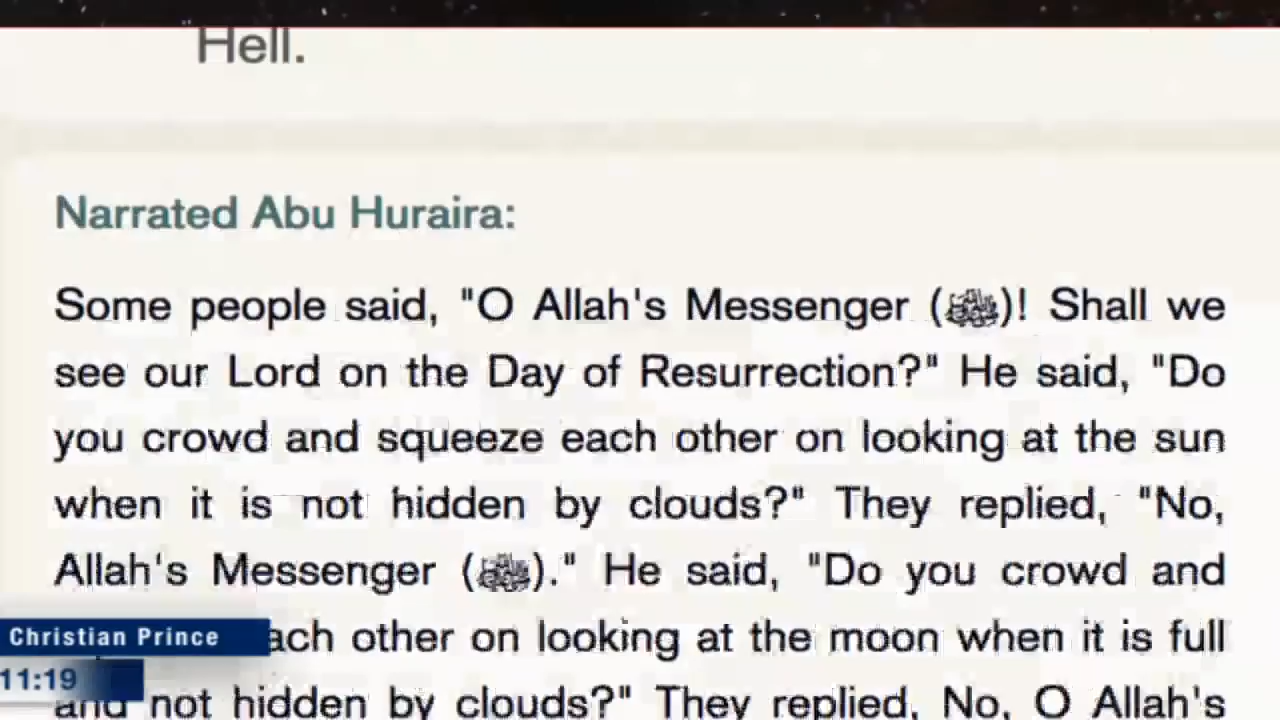 Hell.
Narrated Abu Huraira:
Some people said, "O Allah's Messenger (ﷺ)! Shall we
see our Lord on the Day of Resurrection?" He said, "Do
you crowd and squeeze each other on looking at the sun
when it is not hidden by clouds?" They replied, "No,
Allah's Messenger (ﷺ)." He said, "Do you crowd and
ach other on looking at the moon when it is full
and not hidden by clouds?" They replied, No, O Allah's
Christian Prince
11:19